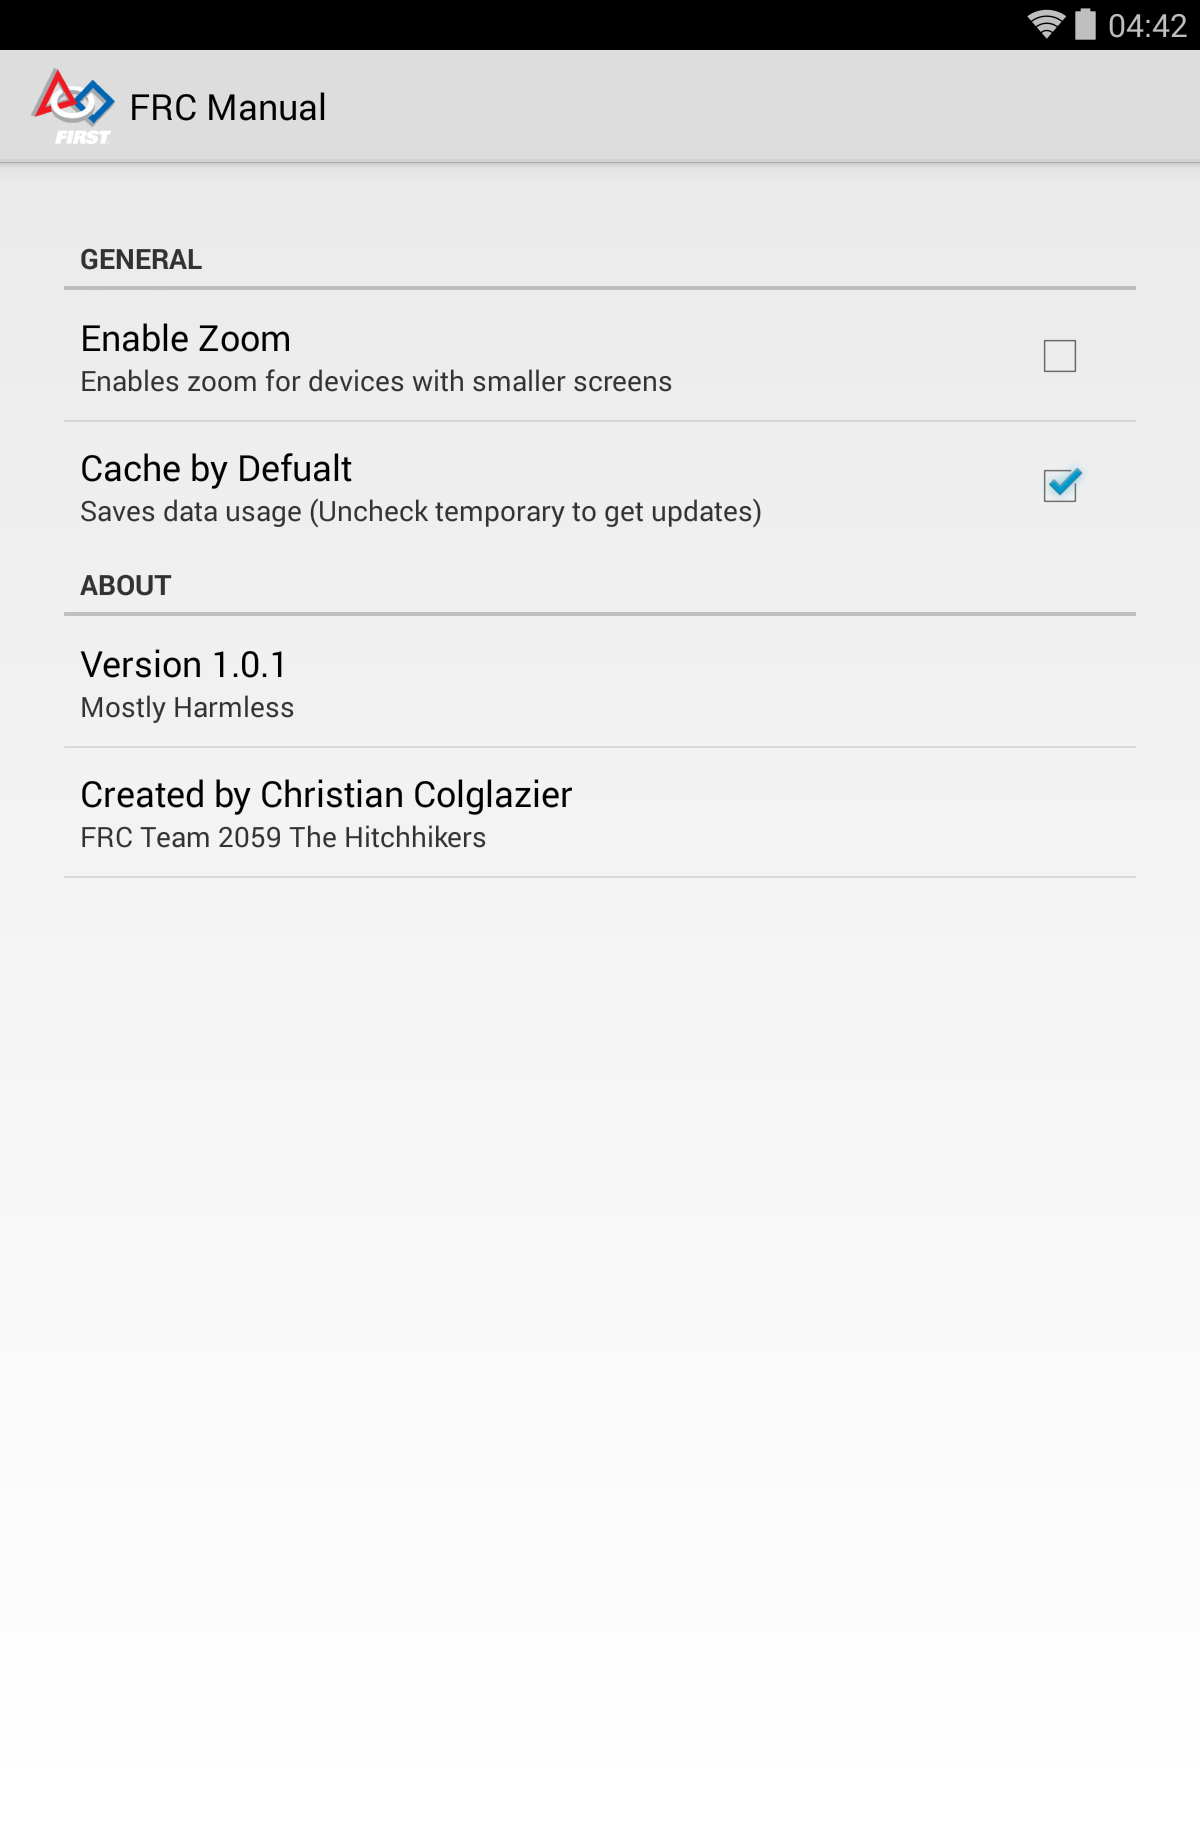 04:42
FIRST
FRC Manual
GENERAL
Enable Zoom
Enables zoom for devices with smaller screens
Cache by Defualt
Saves data usage (Uncheck temporary to get updates)
ABOUT
Version 1.0.1
Mostly Harmless
Created by Christian Colglazier
FRC Team 2059 The Hitchhikers